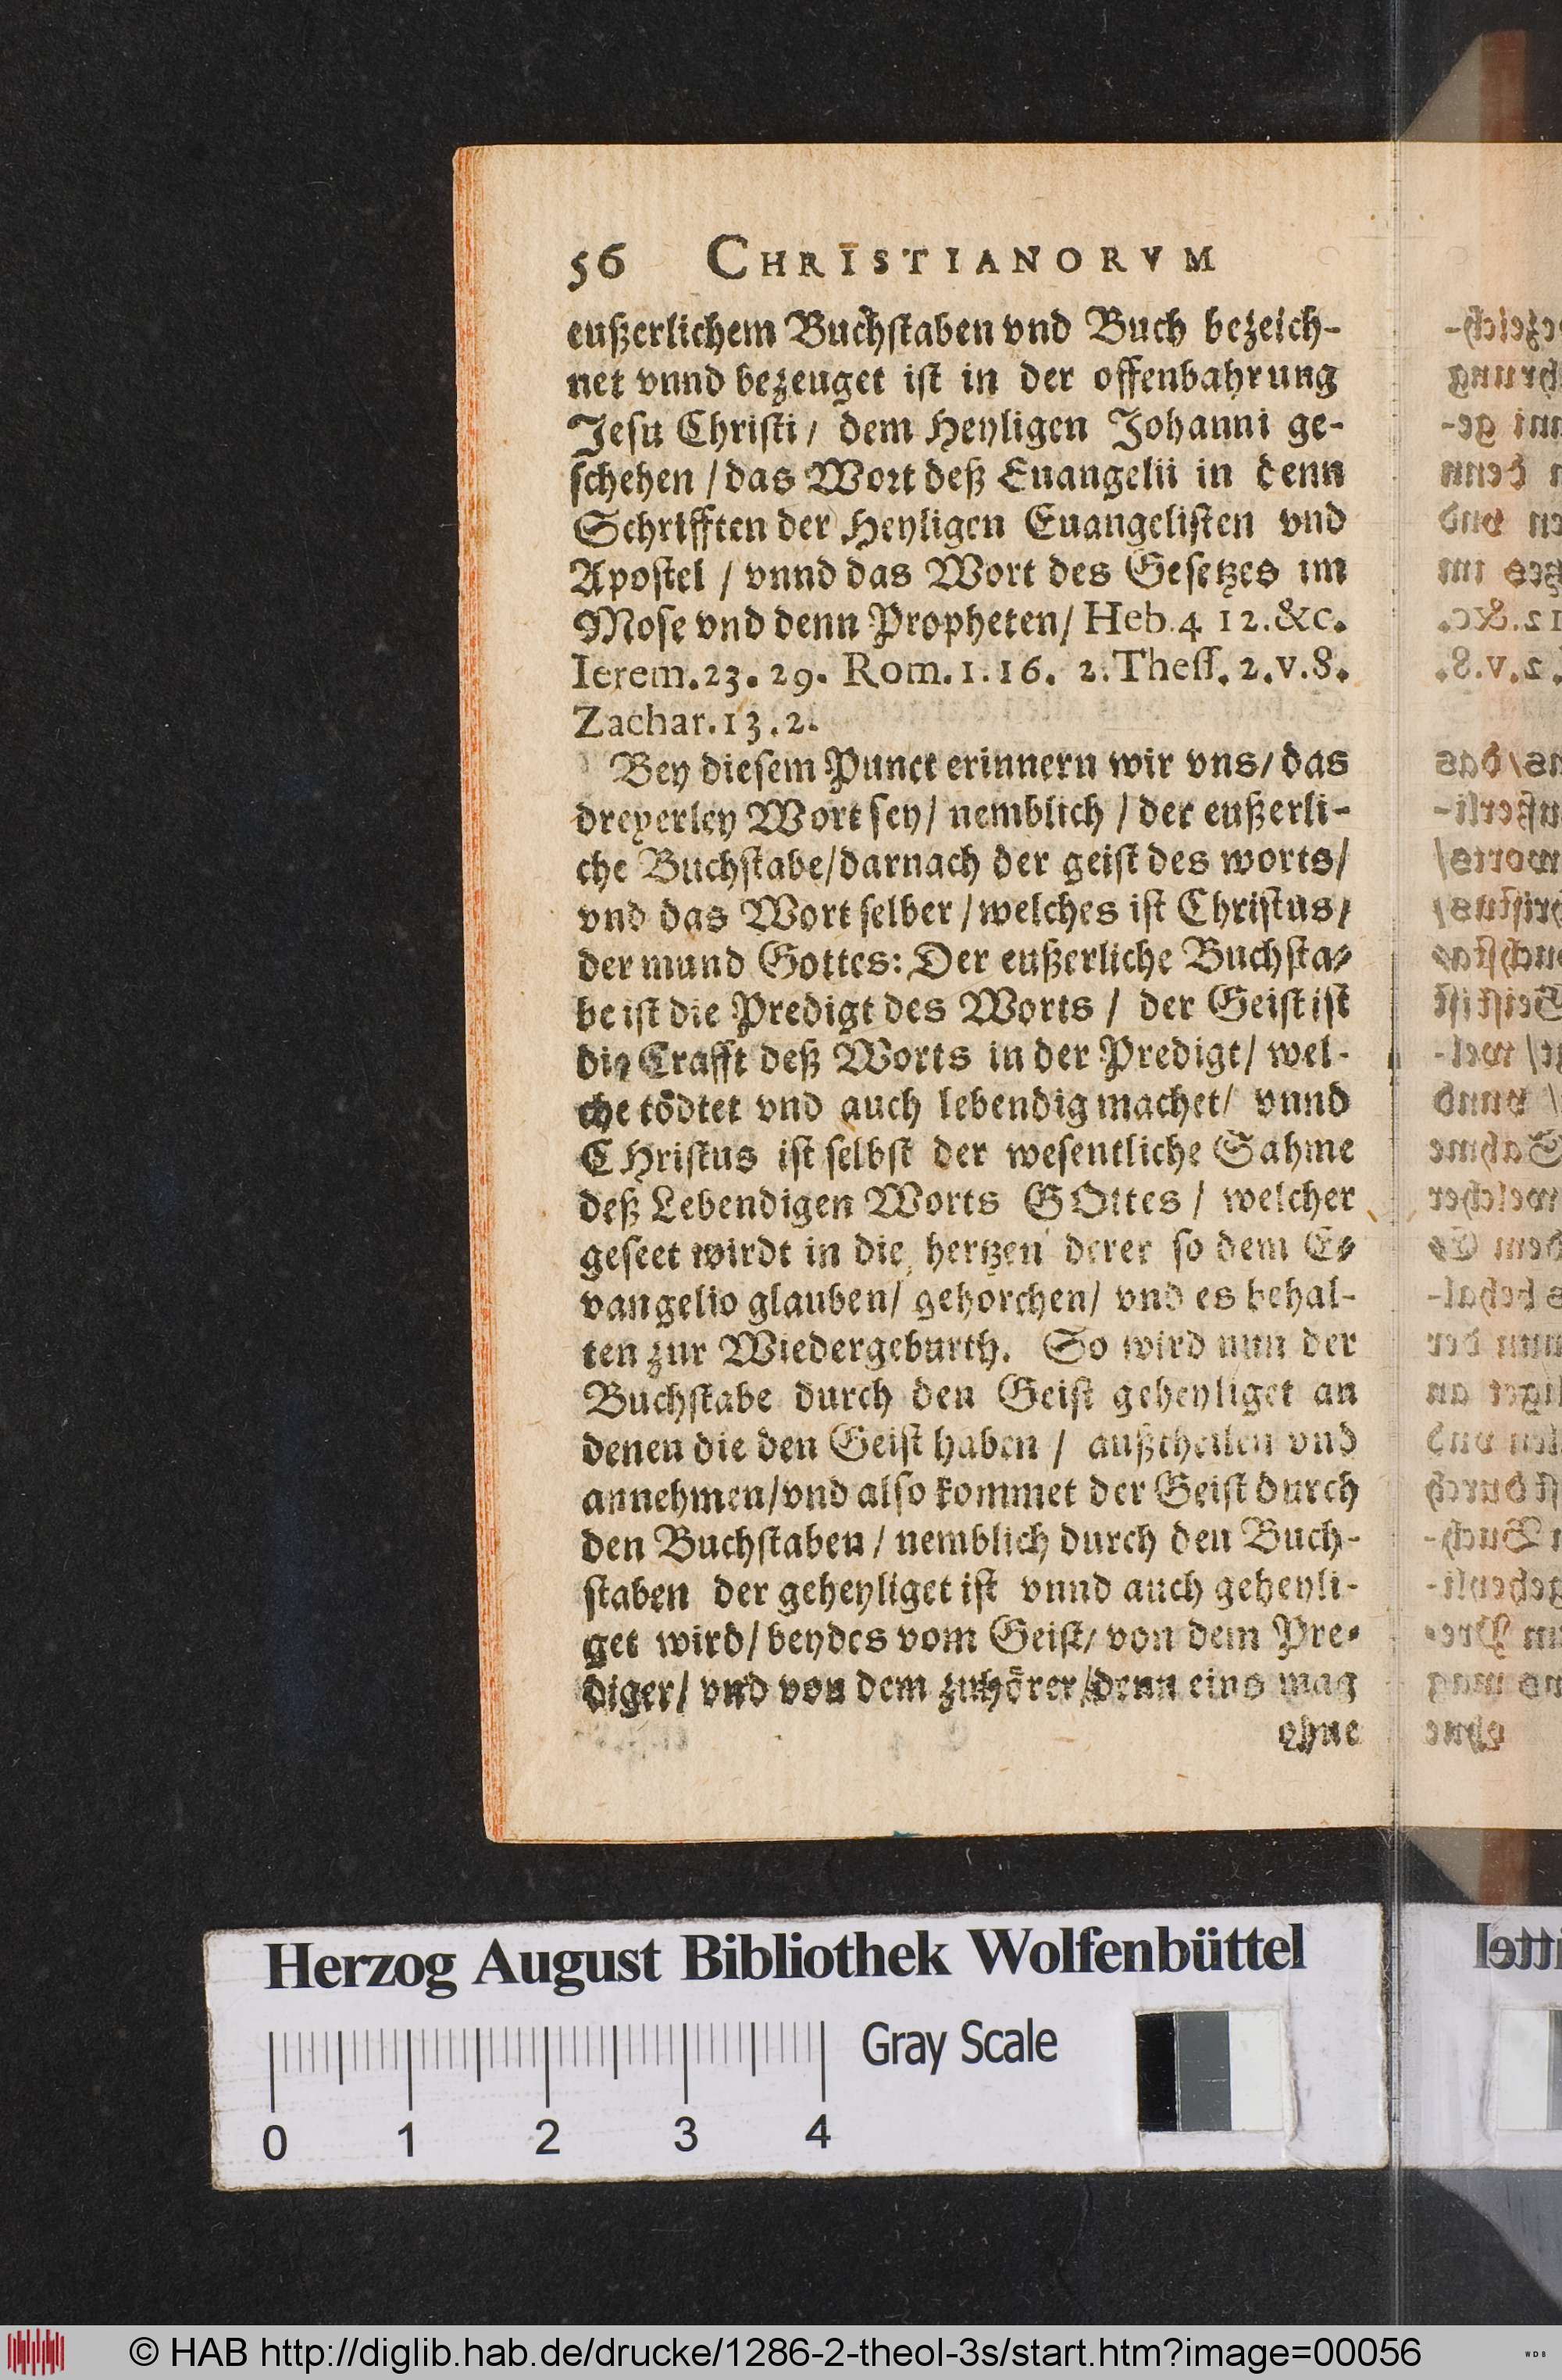 56 CHRISTIANORVM
eußerlichem Buchstaben vnd Buch bezeich-
net vnnd bezeuget ist in der offenbahrung
Jesu Christi / dem Heyligen Johanni ge-
schehen / das Wort deß Euangelii in denn
Schrifften der Heyligen Euangelisten vnd
Apostel / vnnd das Wort des Gesetzes im
Mose vnd denn Propheten / Heb. 4 12. &c.
Ierem. 23. 29. Rom. 1. 16. 2. Thess. 2. v. 8.
Zachar. 13. 2.
Bey diesem Punct erinnern wir vns / das
dreyerley Wort sey / nemblich / der eußerli-
che Buchstabe / darnach der geist des worts /
vnd das Wort selber / welches ist Christus /
der mund Gottes: Der eußerliche Buchsta-
be ist die Predigt des Worts / der Geist ist
die Crafft deß Worts in der Predigt / wel-
che tödtet vnd auch lebendig machet / vnnd
CHristus ist selbst der wesentliche Sahme
deß Lebendigen Worts GOttes / welcher
geseet wirdt in die hertzen derer so dem E-
vangelio glauben / gehorchen / vnd es behal-
ten zur Wiedergeburth. So wird nun der
Buchstabe durch den Geist geheyliget an
denen die den Geist haben / außtheilen vnd
annehmen / vnd also kommet der Geist durch
den Buchstaben / nemblich durch den Buch-
staben der geheyliget ist vnnd auch geheyli-
get wird / beydes vom Geist / von dem Pre-
diger / vnd von dem zuhörer / denn eins mag
ohne
Herzog August Bibliothek Wolfenbüttel
Gray Scale
0 1 2 3 4
© HAB http://diglib.hab.de/drucke/1286-2-theol-3s/start.htm?image=00056